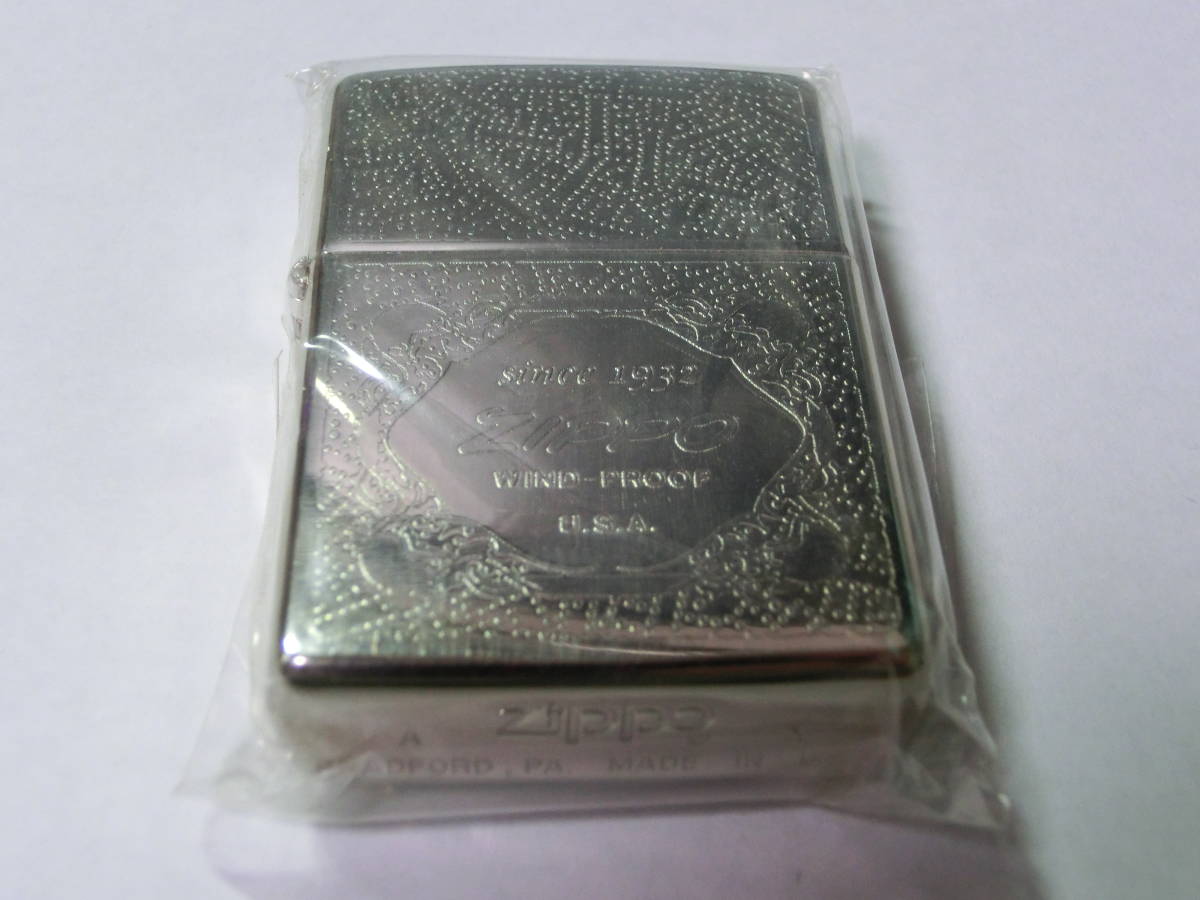 since 1932
Zippo
WIND-PROOF
U.S.A.
zippo
A
BRADFORD, PA. MADE IN